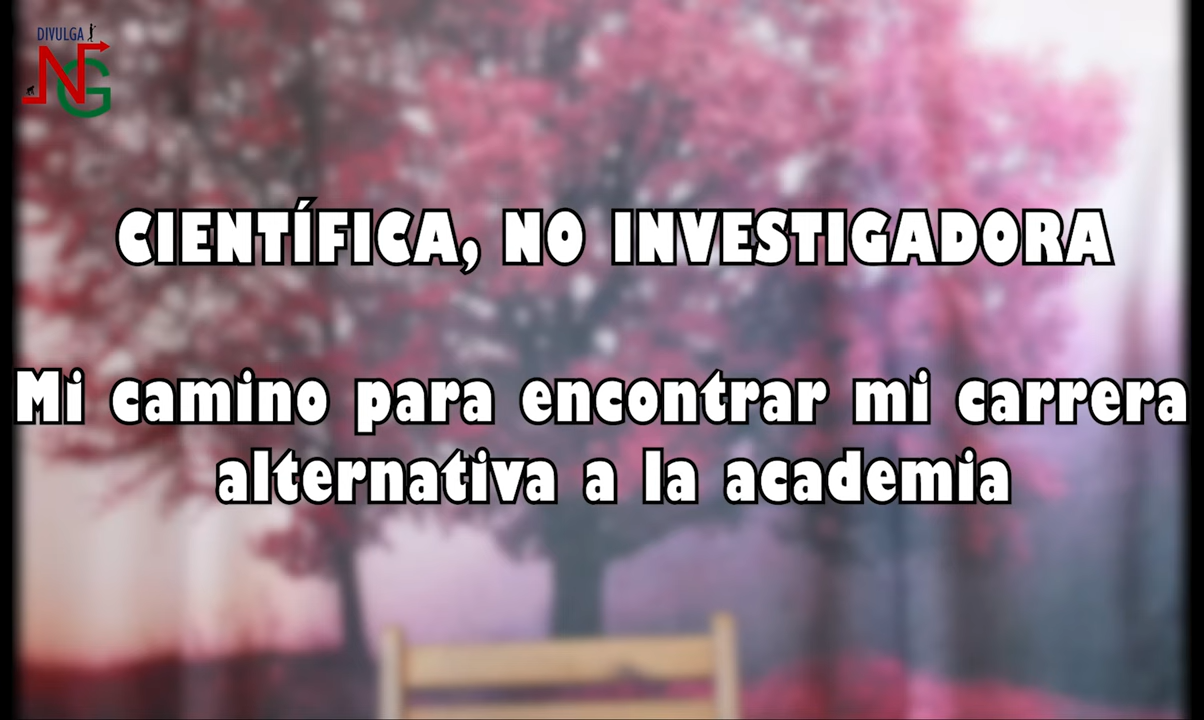 DIVULGA
NG
CIENTÍFICA, NO INVESTIGADORA
Mi camino para encontrar mi carrera
alternativa a la academia